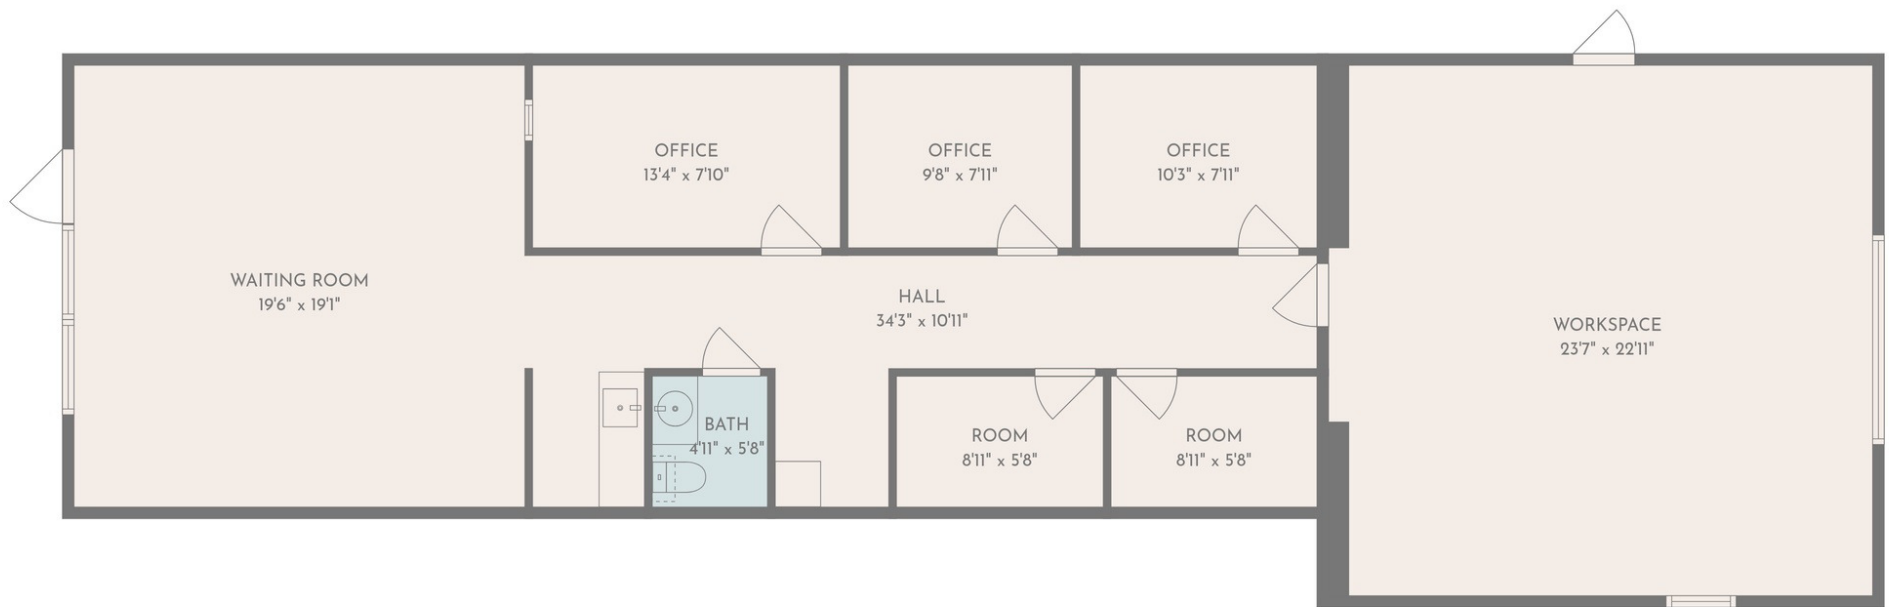 OFFICE
13'4" x 7'10"
OFFICE
9'8" x 7'11"
OFFICE
10'3" x 7'11"
WAITING ROOM
19'6" x 19'1"
HALL
34'3" x 10'11"
WORKSPACE
23'7" x 22'11"
BATH
4'11" x 5'8"
ROOM
8'11" x 5'8"
ROOM
8'11" x 5'8"